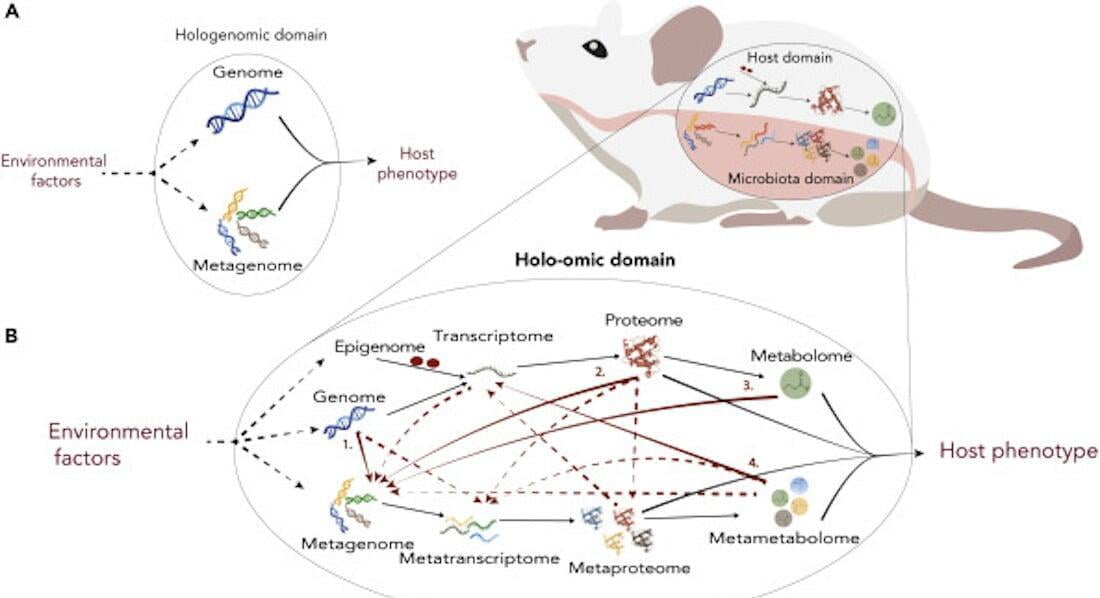 A
Hologenomic domain
Genome
Environmental
factors
Host
phenotype
Metagenome
Host domain
Microbiota domain
Holo-omic domain
B
Proteome
Transcriptome
Epigenome
Metabolome
2.
3.
Genome
1.
Environmental
factors
4.
Host phenotype
Metagenome
Metatranscriptome
Metaproteome
Metametabolome